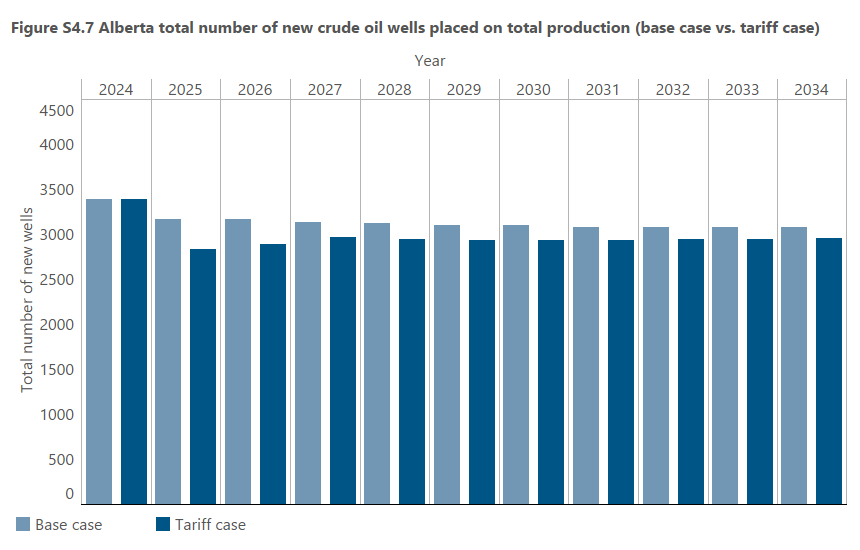 Figure S4.7 Alberta total number of new crude oil wells placed on total production (base case vs. tariff case)
Year
2024 2025 2026 2027 2028 2029 2030 2031 2032 2033 2034
4500
4000
3500
3000
2500
2000
1500
1000
500
0
Total number of new wells
Base case Tariff case